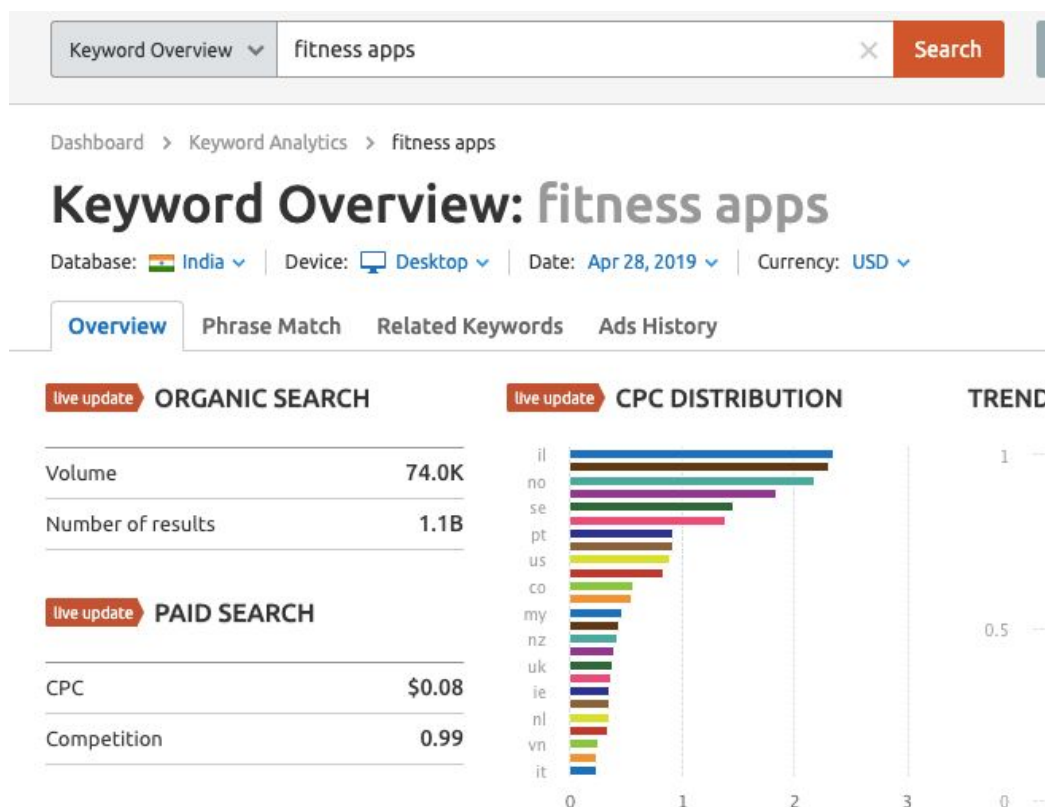 Keyword Overview fitness apps × Search
Dashboard > Keyword Analytics > fitness apps
Keyword Overview: fitness apps
Database: India Device: Desktop Date: Apr 28, 2019 Currency: USD
Overview Phrase Match Related Keywords Ads History
live update ORGANIC SEARCH
Volume 74.0K
Number of results 1.1B
live update PAID SEARCH
CPC $0.08
Competition 0.99
live update CPC DISTRIBUTION
il
no
se
pt
us
co
my
nz
uk
ie
nl
vn
it
0 1 2 3
TREND
1
0.5
0